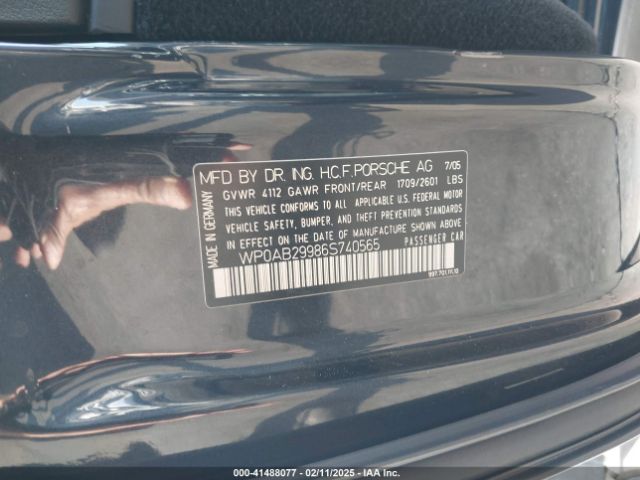 MFD BY DR. ING. H.C.F.PORSCHE AG 7/05
GVWR 4112 GAWR FRONT/REAR 1709/2601 LBS
THIS VEHICLE CONFORMS TO ALL APPLICABLE U.S. FEDERAL MOTOR
VEHICLE SAFETY, BUMPER, AND THEFT PREVENTION STANDARDS
IN EFFECT ON THE DATE OF MANUFACTURE SHOWN ABOVE.
WP0AB29986S740565 PASSENGER CAR
MADE IN GERMANY
000-41488077 - 02/11/2025 - IAA Inc.